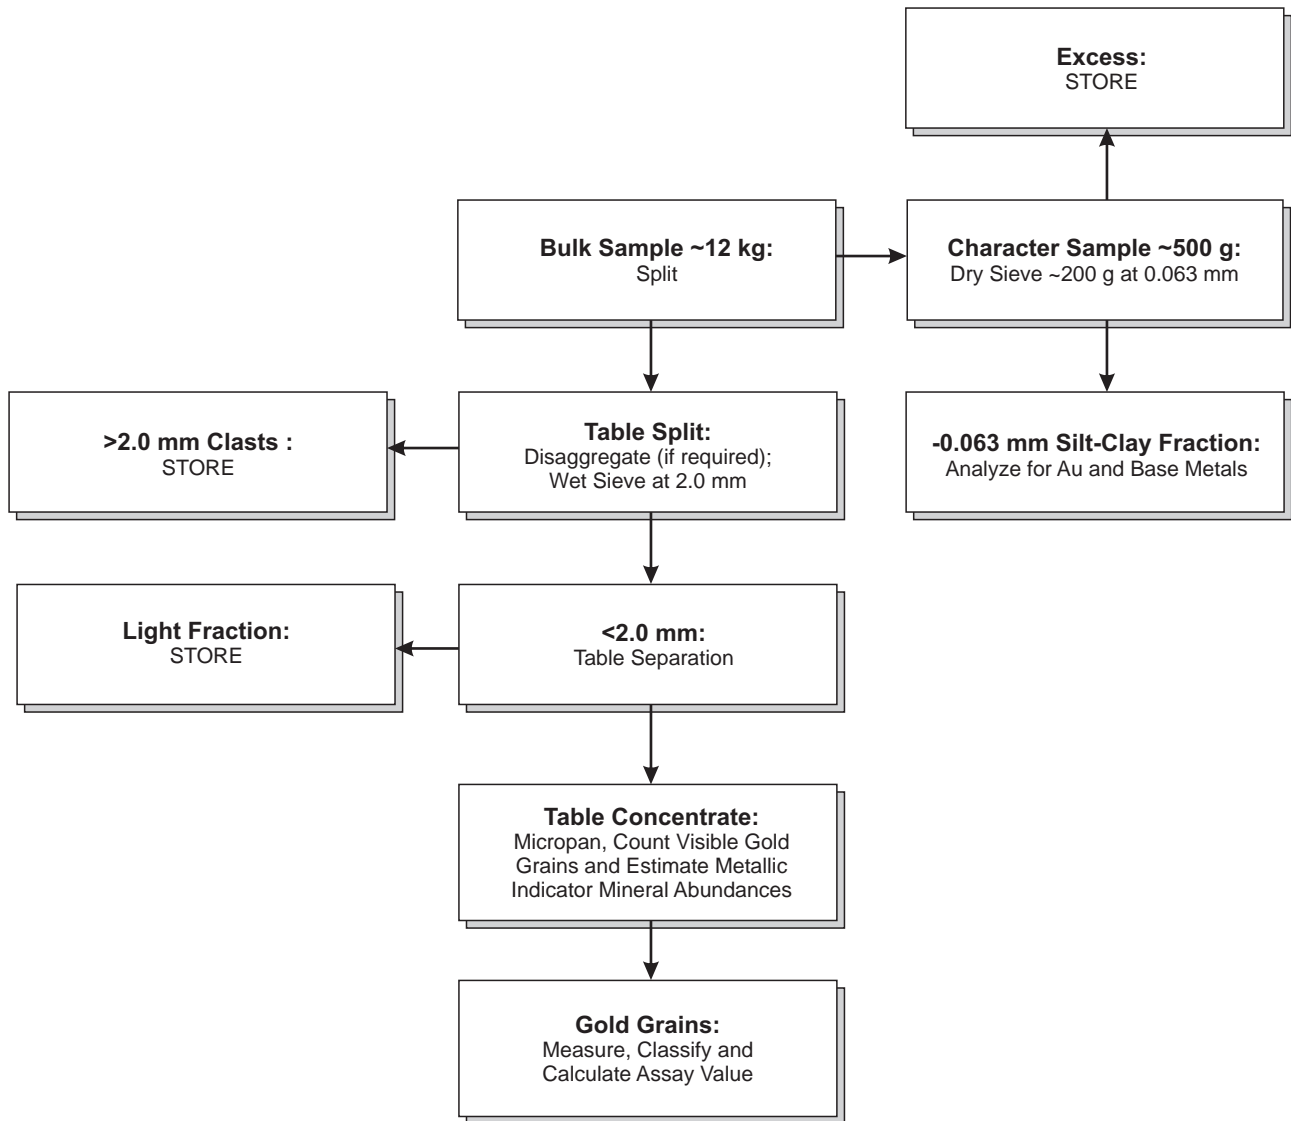 Excess:
STORE
Bulk Sample ~12 kg:
Split
Character Sample ~500 g:
Dry Sieve ~200 g at 0.063 mm
>2.0 mm Clasts :
STORE
Table Split:
Disaggregate (if required);
Wet Sieve at 2.0 mm
-0.063 mm Silt-Clay Fraction:
Analyze for Au and Base Metals
Light Fraction:
STORE
<2.0 mm:
Table Separation
Table Concentrate:
Micropan, Count Visible Gold
Grains and Estimate Metallic
Indicator Mineral Abundances
Gold Grains:
Measure, Classify and
Calculate Assay Value